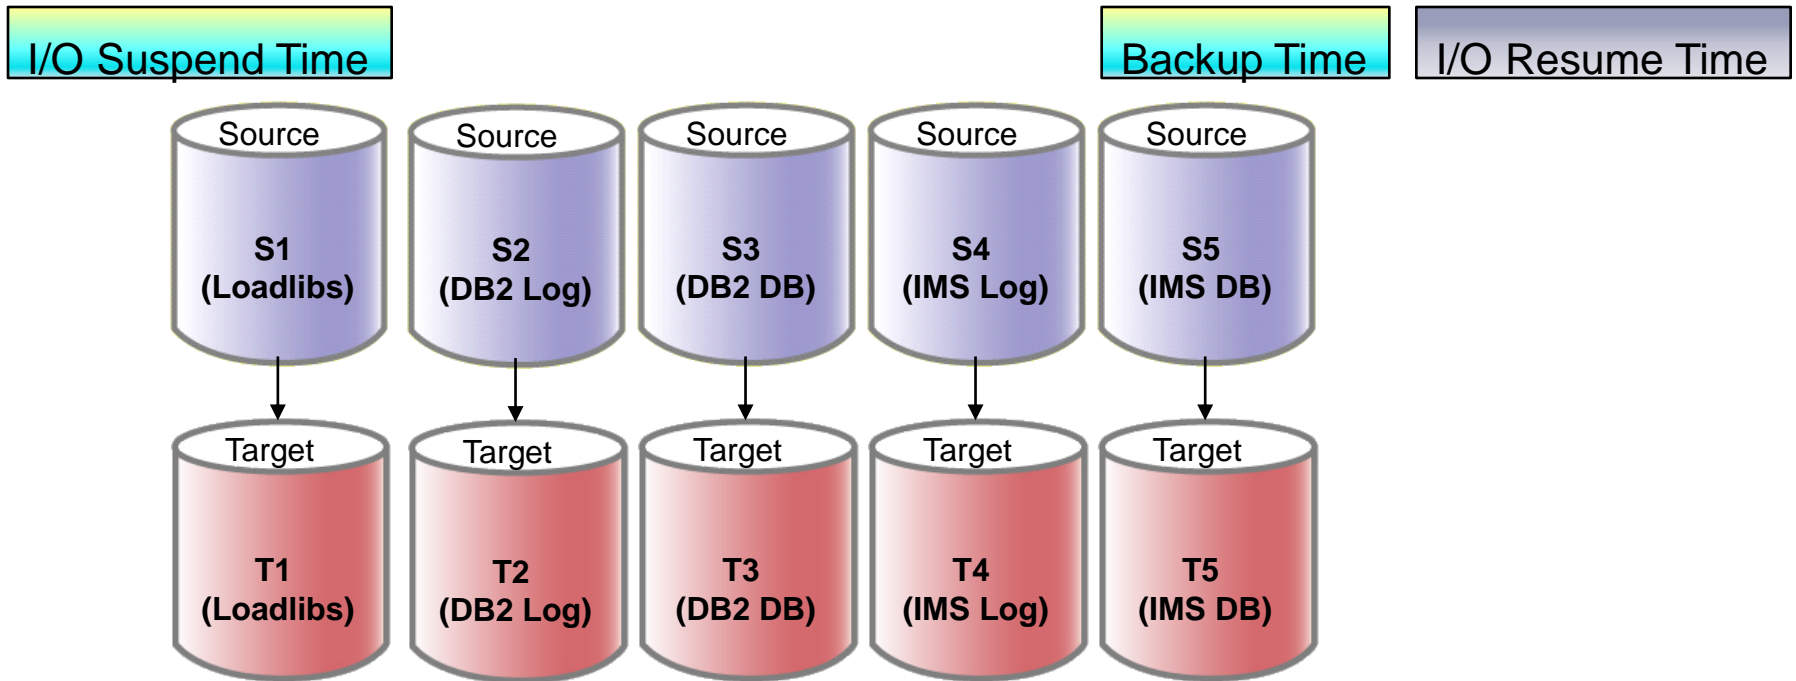 I/O Suspend Time
Backup Time
I/O Resume Time
Source
Source
Source
Source
Source
S1
(Loadlibs)
S2
(DB2 Log)
S3
(DB2 DB)
S4
(IMS Log)
S5
(IMS DB)
Target
Target
Target
Target
Target
T1
(Loadlibs)
T2
(DB2 Log)
T3
(DB2 DB)
T4
(IMS Log)
T5
(IMS DB)